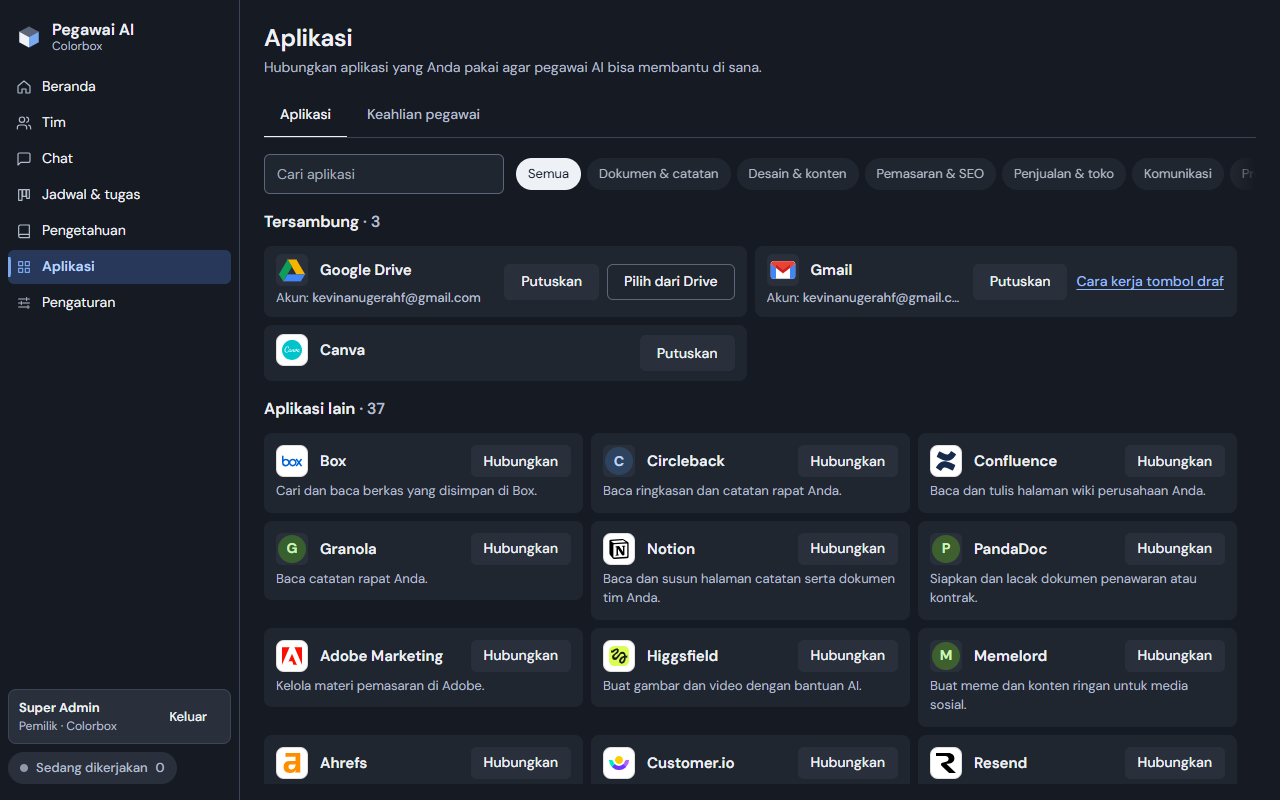 Pegawai AI
Colorbox
Beranda
Tim
Chat
Jadwal & tugas
Pengetahuan
Aplikasi
Pengaturan
Super Admin
Pemilik · Colorbox
Keluar
Sedang dikerjakan 0
Aplikasi
Hubungkan aplikasi yang Anda pakai agar pegawai AI bisa membantu di sana.
Aplikasi Keahlian pegawai
Cari aplikasi Semua Dokumen & catatan Desain & konten Pemasaran & SEO Penjualan & toko Komunikasi Pr
Tersambung · 3
Google Drive Putuskan Pilih dari Drive
Akun: kevinanugerahf@gmail.com
Gmail Putuskan Cara kerja tombol draf
Akun: kevinanugerahf@gmail.c...
Canva Putuskan
Aplikasi lain · 37
box Box Hubungkan
Cari dan baca berkas yang disimpan di Box.
C Circleback Hubungkan
Baca ringkasan dan catatan rapat Anda.
Confluence Hubungkan
Baca dan tulis halaman wiki perusahaan Anda.
G Granola Hubungkan
Baca catatan rapat Anda.
N Notion Hubungkan
Baca dan susun halaman catatan serta dokumen
tim Anda.
P PandaDoc Hubungkan
Siapkan dan lacak dokumen penawaran atau
kontrak.
Adobe Marketing Hubungkan
Kelola materi pemasaran di Adobe.
Higgsfield Hubungkan
Buat gambar dan video dengan bantuan AI.
M Memelord Hubungkan
Buat meme dan konten ringan untuk media
sosial.
a Ahrefs Hubungkan
Customer.io Hubungkan
R Resend Hubungkan